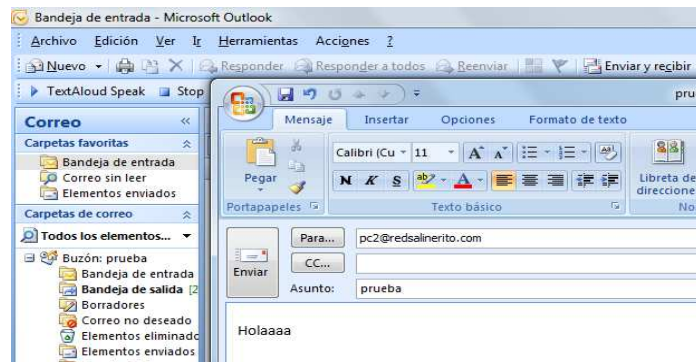 Bandeja de entrada - Microsoft Outlook
Archivo Edición Ver Ir Herramientas Acciones ?
Nuevo Responder Responder a todos Reenviar Enviar y recibir
TextAloud Speak Stop
Correo
Carpetas favoritas
Bandeja de entrada
Correo sin leer
Elementos enviados
Carpetas de correo
Todos los elementos...
Buzón: prueba
Bandeja de entrada
Bandeja de salida [2
Borradores
Correo no deseado
Elementos eliminado
Elementos enviados
pru
Mensaje Insertar Opciones Formato de texto
Pegar
Portapapeles
Calibri (Cu 11 A A
N K S ab A
Texto básico
Libreta de
direccione
No
Enviar
Para... pc2@redsalinerito.com
CC...
Asunto: prueba
Holaaaa